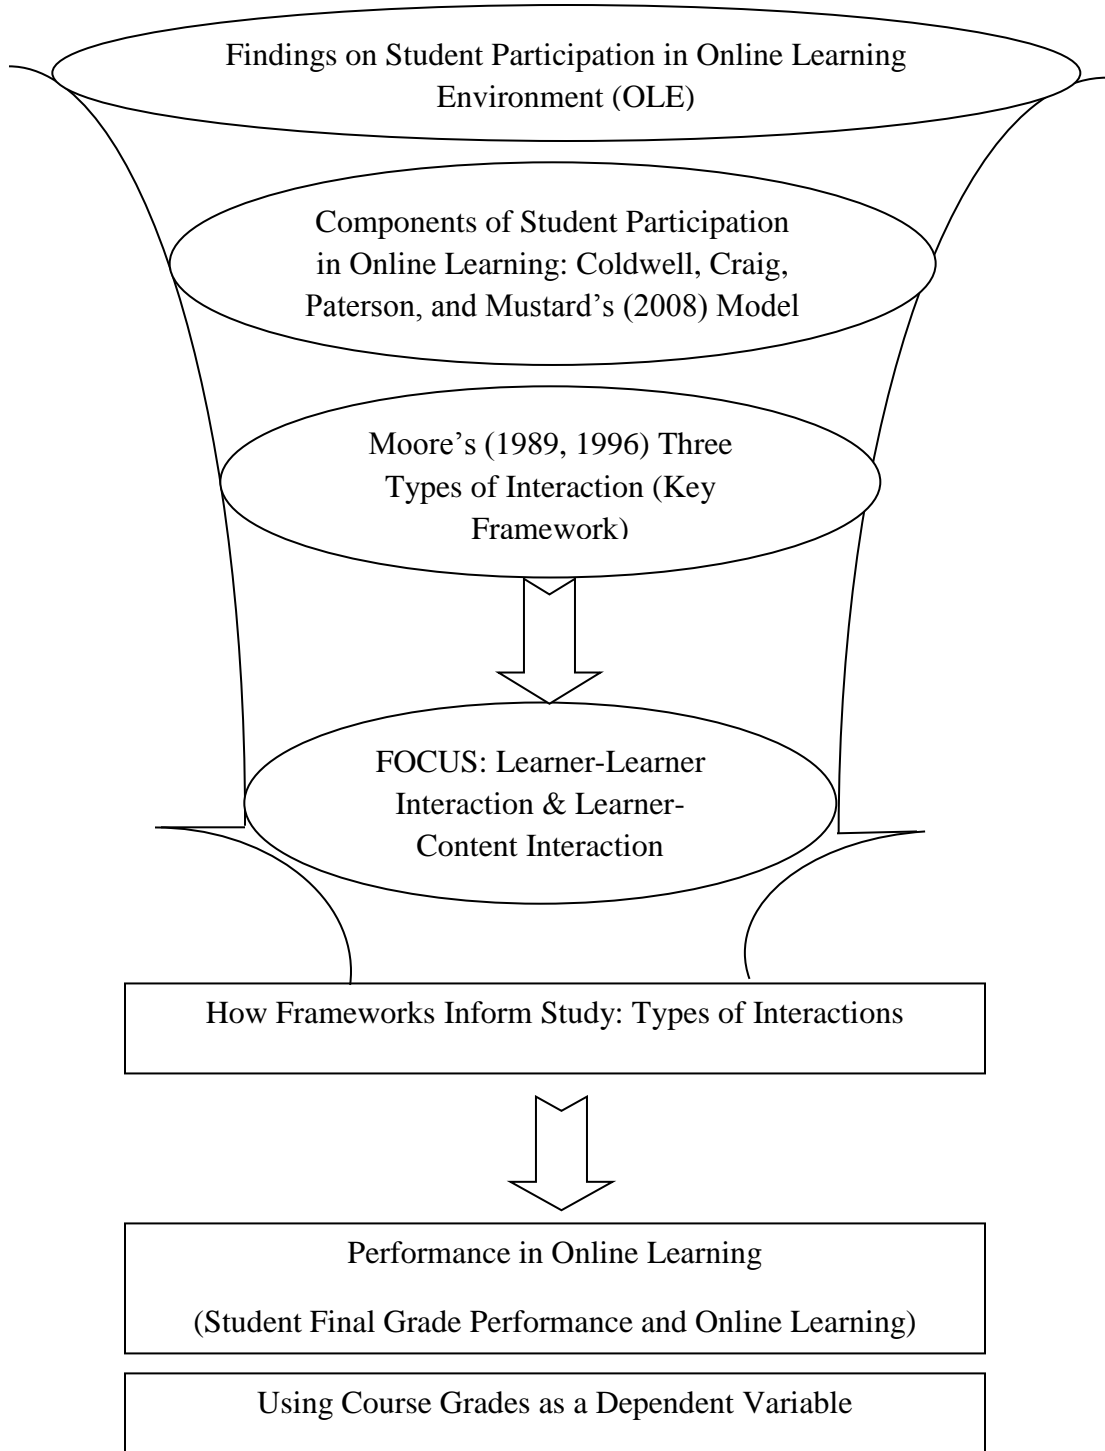 Findings on Student Participation in Online Learning
Environment (OLE)
Components of Student Participation
in Online Learning: Coldwell, Craig,
Paterson, and Mustard’s (2008) Model
Moore’s (1989, 1996) Three
Types of Interaction (Key
Framework)
FOCUS: Learner-Learner
Interaction & Learner-
Content Interaction
How Frameworks Inform Study: Types of Interactions
Performance in Online Learning
(Student Final Grade Performance and Online Learning)
Using Course Grades as a Dependent Variable